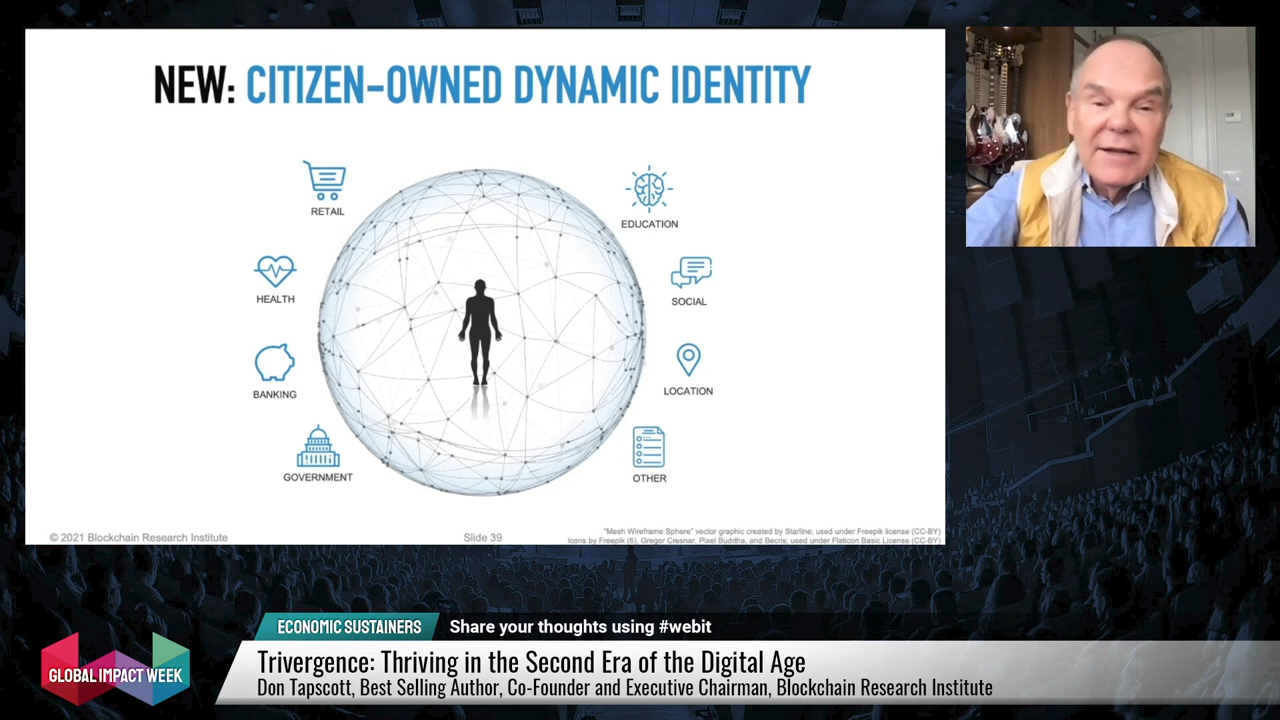 NEW: CITIZEN-OWNED DYNAMIC IDENTITY
RETAIL
EDUCATION
HEALTH
SOCIAL
BANKING
LOCATION
GOVERNMENT
OTHER
"Mesh Wireframe Sphere" vector graphic created by Starline; used under Freepik license (CC-BY)
© 2021 Blockchain Research Institute
Slide 39
Icons by Freepik (6), Gregor Cresnar, Pixel Buddha, and Becris; used under Flaticon Basic License (CC-BY)
ECONOMIC SUSTAINERS
Share your thoughts using #webit
GLOBAL IMPACT WEEK
Trivergence: Thriving in the Second Era of the Digital Age
Don Tapscott, Best Selling Author, Co-Founder and Executive Chairman, Blockchain Research Institute